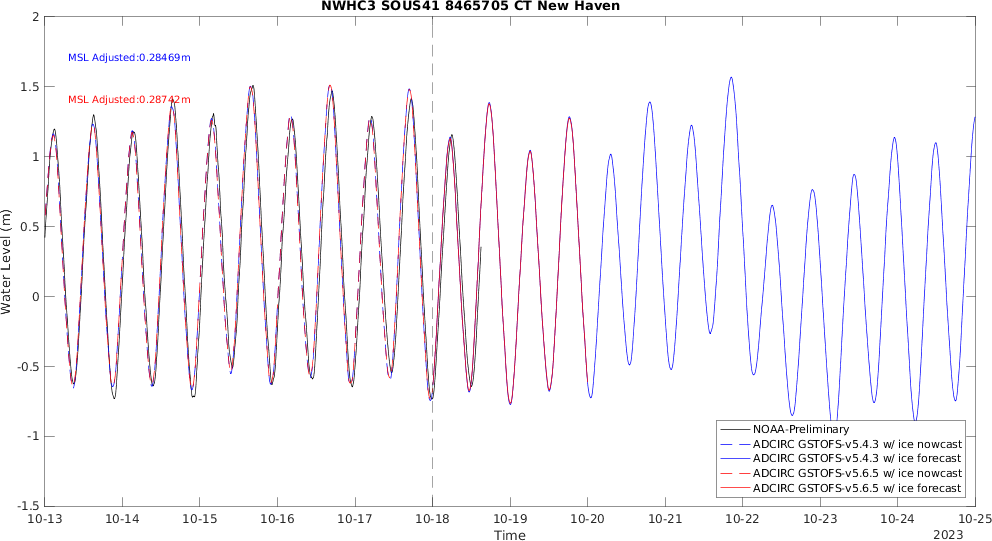 NWHC3 SOUS41 8465705 CT New Haven
2
MSL Adjusted:0.28469m
1.5
MSL Adjusted:0.28742m
1
0.5
Water Level (m)
0
-0.5
-1
NOAA-Preliminary
ADCIRC GSTOFS-v5.4.3 w/ ice nowcast
ADCIRC GSTOFS-v5.4.3 w/ ice forecast
ADCIRC GSTOFS-v5.6.5 w/ ice nowcast
ADCIRC GSTOFS-v5.6.5 w/ ice forecast
-1.5
10-13 10-14 10-15 10-16 10-17 10-18 10-19 10-20 10-21 10-22 10-23 10-24 10-25
Time
2023